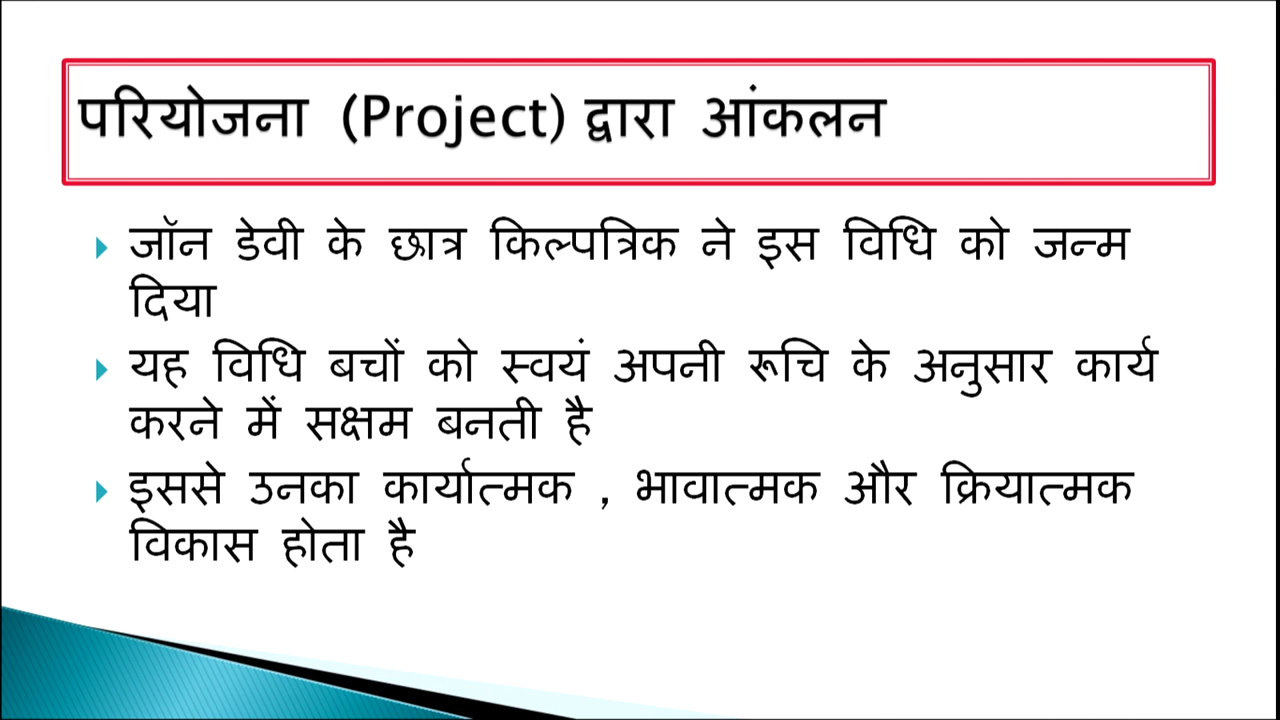 परियोजना (Project) द्वारा आंकलन
जॉन डेवी के छात्र किल्पत्रिक ने इस विधि को जन्म
दिया
यह विधि बचों को स्वयं अपनी रूचि के अनुसार कार्य
करने में सक्षम बनती है
इससे उनका कार्यात्मक , भावात्मक और क्रियात्मक
विकास होता है